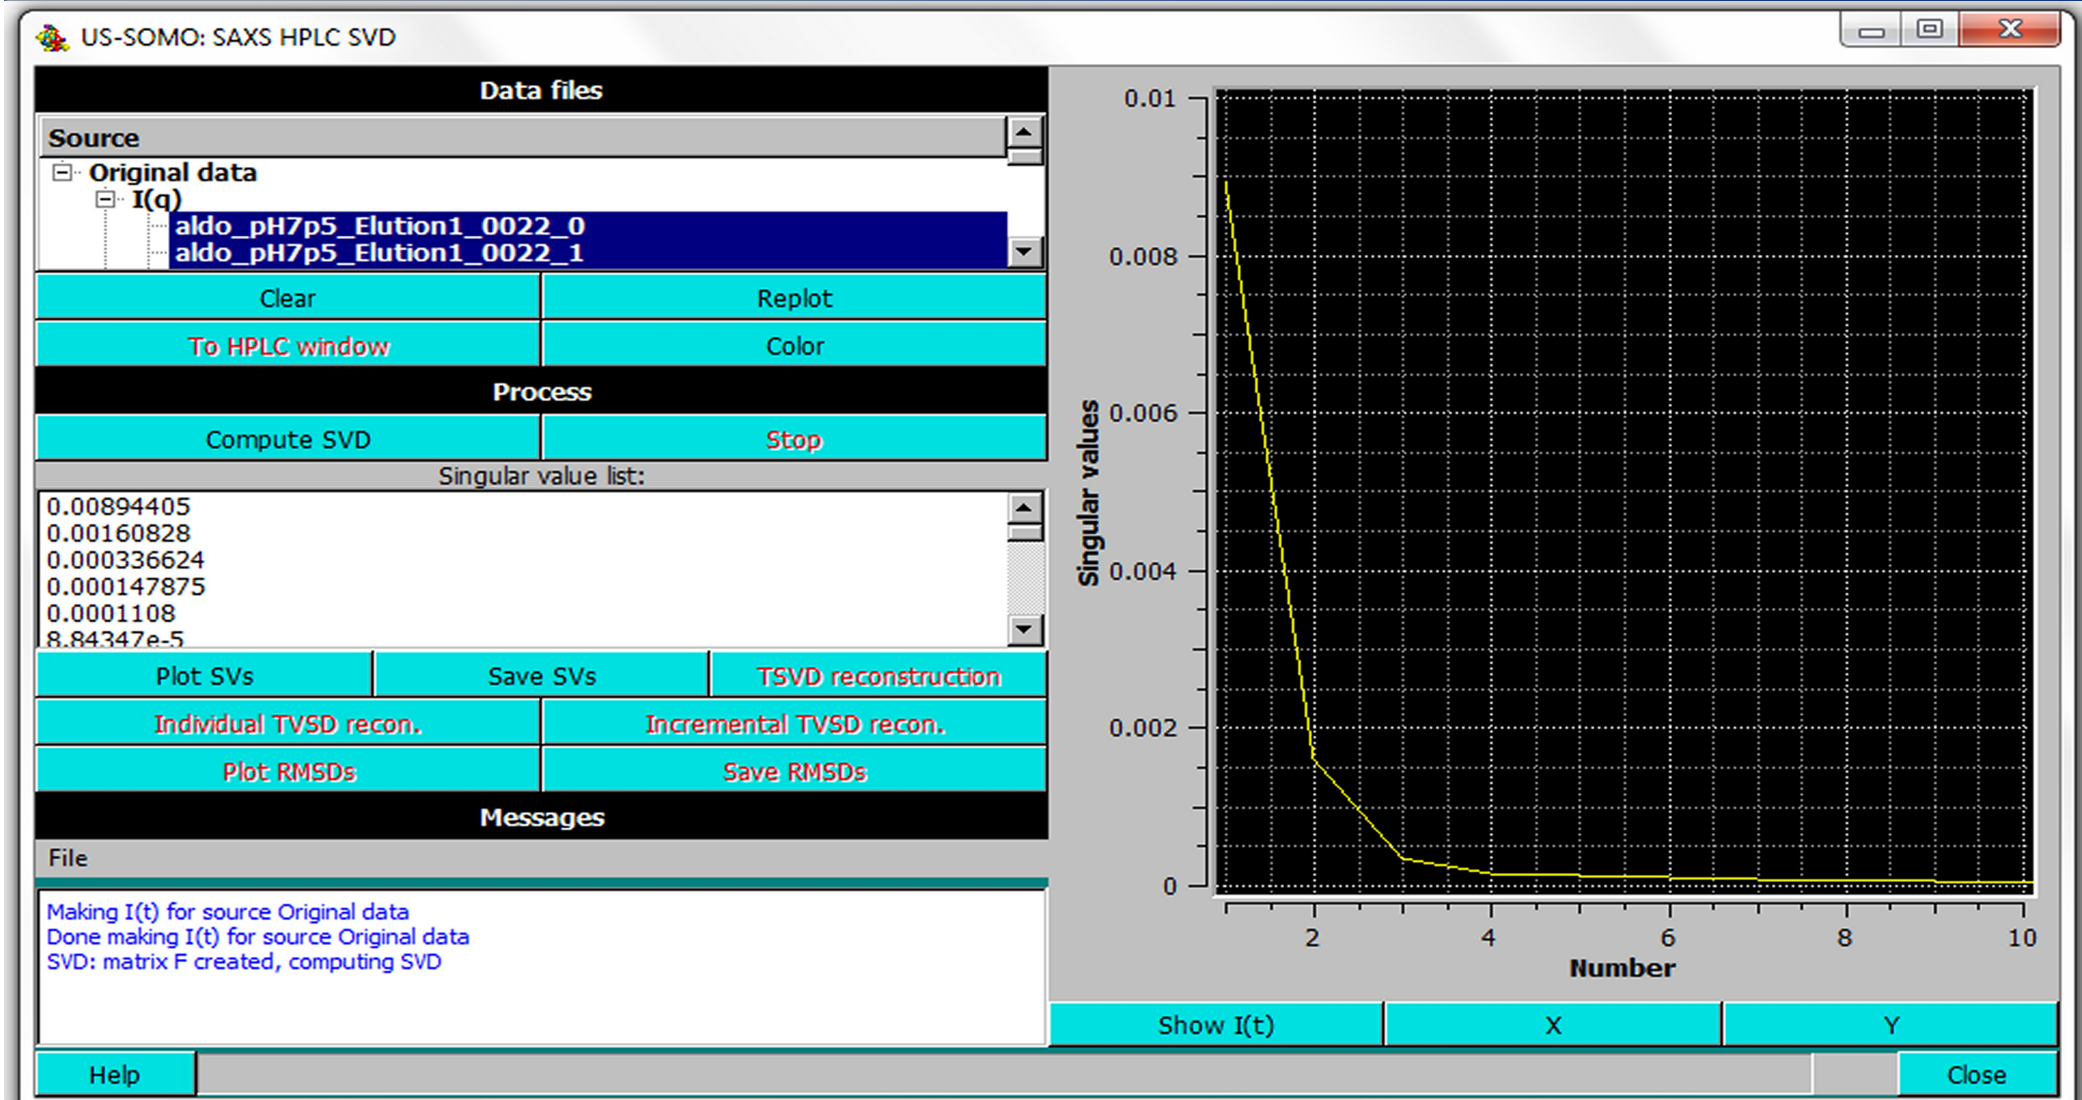 US-SOMO: SAXS HPLC SVD
Data files
Source
Original data
I(q)
aldo_pH7p5_Elution1_0022_0
aldo_pH7p5_Elution1_0022_1
Clear Replot
To HPLC window Color
Process
Compute SVD Stop
Singular value list:
0.00894405
0.00160828
0.000336624
0.000147875
0.0001108
8.84347e-5
Plot SVs Save SVs TSVD reconstruction
Individual TVSD recon. Incremental TVSD recon.
Plot RMSDs Save RMSDs
Messages
File
Making I(t) for source Original data
Done making I(t) for source Original data
SVD: matrix F created, computing SVD
Help
0.01
0.008
0.006
0.004
0.002
0
Singular values
2 4 6 8 10
Number
Show I(t) X Y
Close